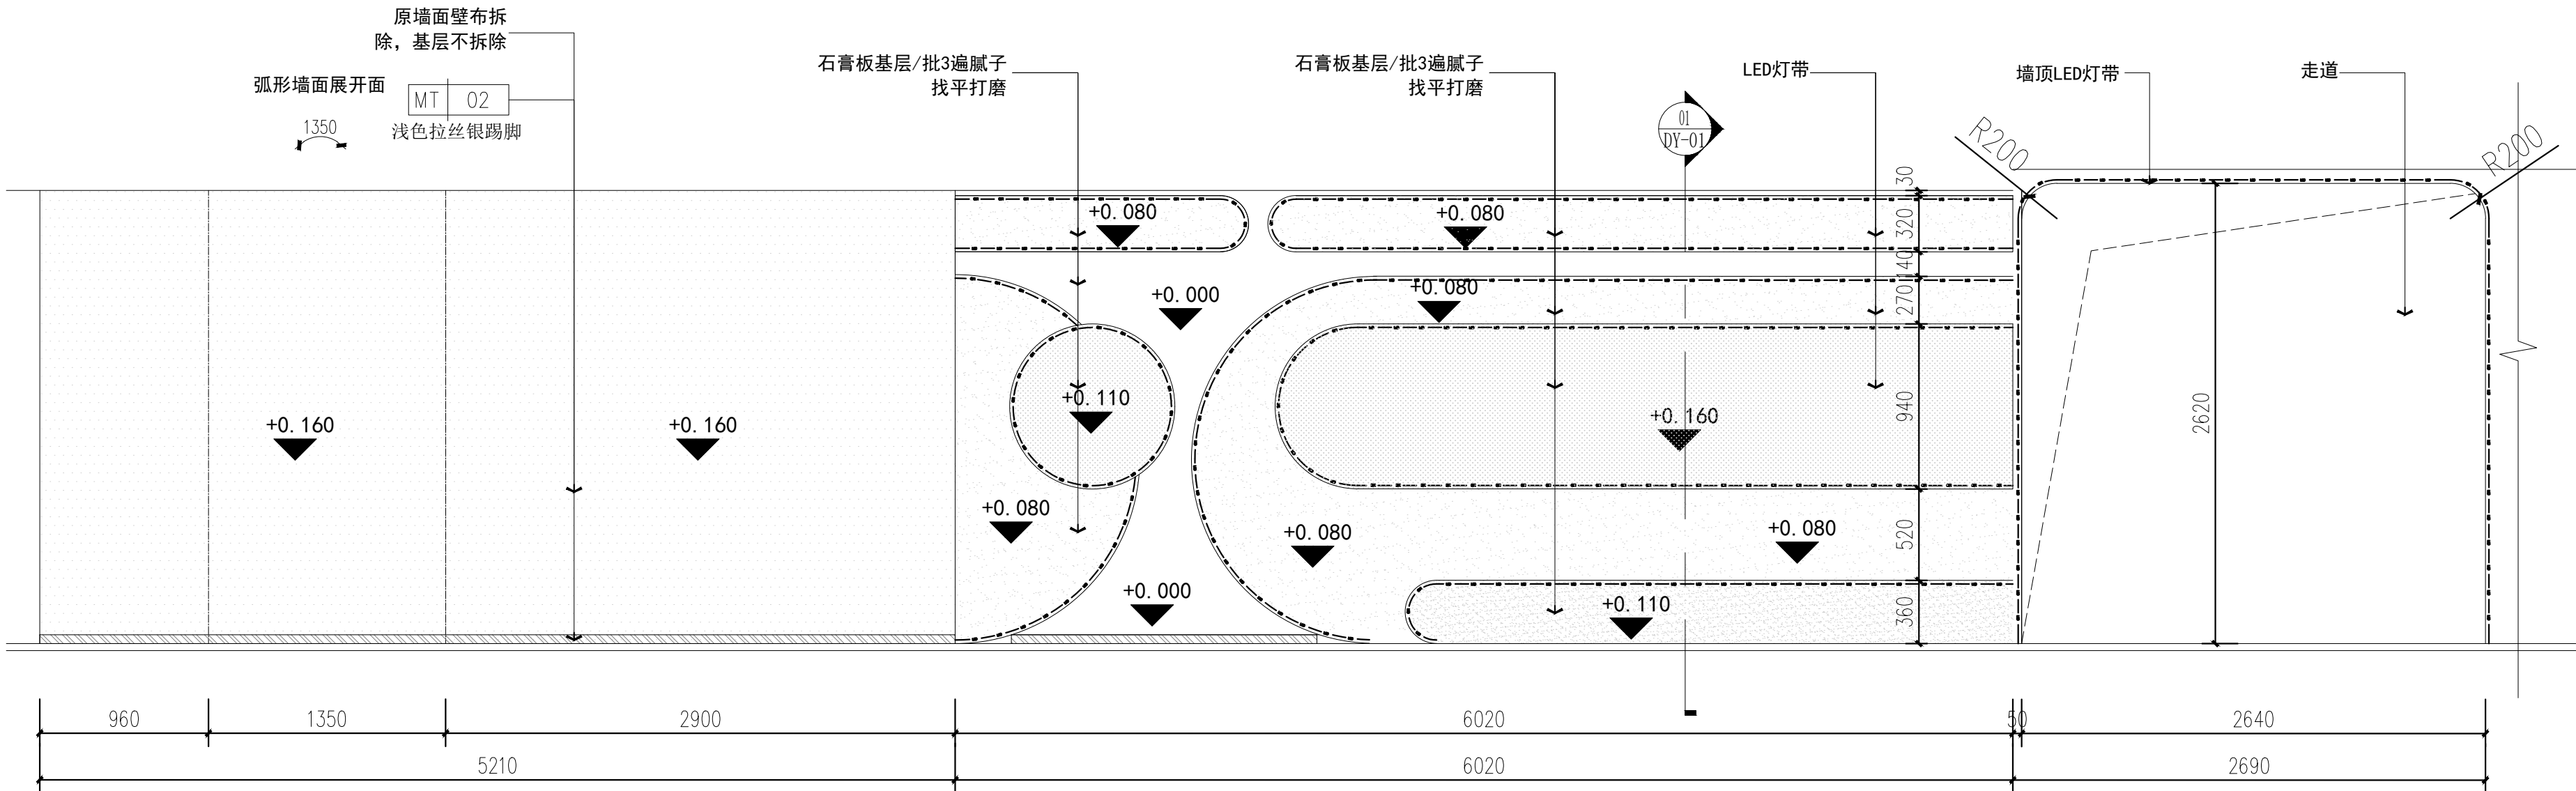 原墙面壁布拆
除，基层不拆除
弧形墙面展开面
1350
MT 02
浅色拉丝银踢脚
石膏板基层/批3遍腻子
找平打磨
石膏板基层/批3遍腻子
找平打磨
01
DY-01
LED灯带
墙顶LED灯带
走道
R200
R200
30
320
140
270
940
520
360
2620
+0.080
+0.080
+0.000
+0.080
+0.110
+0.160
+0.160
+0.160
+0.080
+0.080
+0.080
+0.000
+0.110
960
1350
2900
6020
50
2640
5210
6020
2690